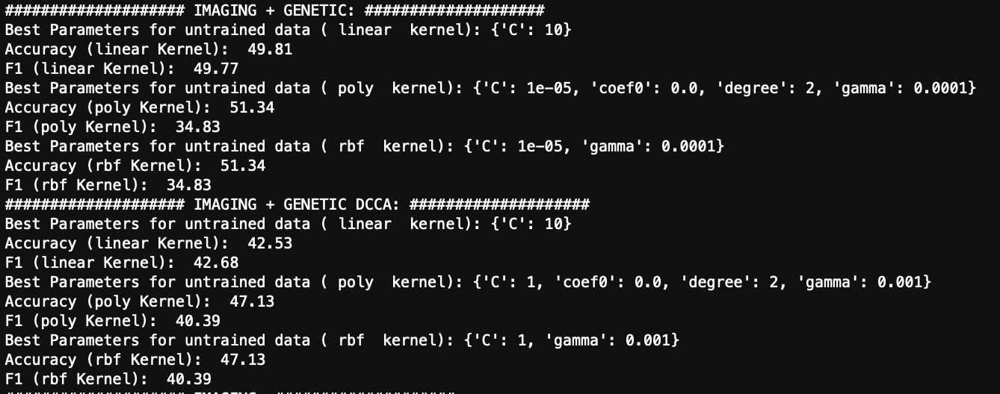 #################### IMAGING + GENETIC: ####################
Best Parameters for untrained data ( linear  kernel): {'C': 10}
Accuracy (linear Kernel):  49.81
F1 (linear Kernel):  49.77
Best Parameters for untrained data ( poly  kernel): {'C': 1e-05, 'coef0': 0.0, 'degree': 2, 'gamma': 0.0001}
Accuracy (poly Kernel):  51.34
F1 (poly Kernel):  34.83
Best Parameters for untrained data ( rbf  kernel): {'C': 1e-05, 'gamma': 0.0001}
Accuracy (rbf Kernel):  51.34
F1 (rbf Kernel):  34.83
#################### IMAGING + GENETIC DCCA: ####################
Best Parameters for untrained data ( linear  kernel): {'C': 10}
Accuracy (linear Kernel):  42.53
F1 (linear Kernel):  42.68
Best Parameters for untrained data ( poly  kernel): {'C': 1, 'coef0': 0.0, 'degree': 2, 'gamma': 0.001}
Accuracy (poly Kernel):  47.13
F1 (poly Kernel):  40.39
Best Parameters for untrained data ( rbf  kernel): {'C': 1, 'gamma': 0.001}
Accuracy (rbf Kernel):  47.13
F1 (rbf Kernel):  40.39